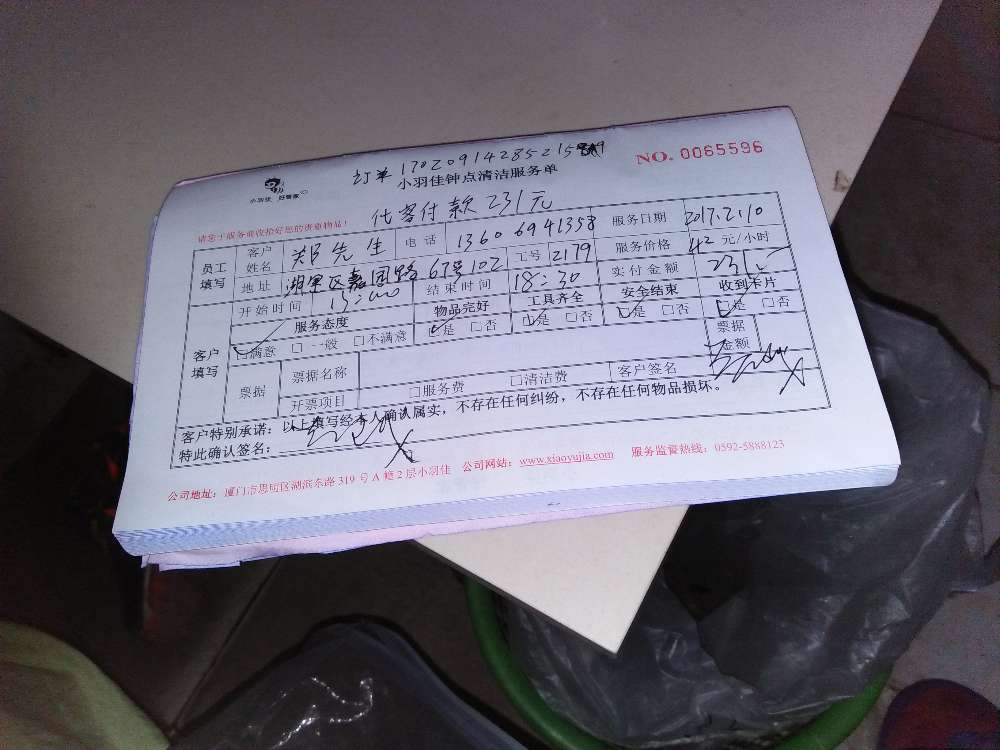 订单 17020914285215
NO. 0065596
小羽佳 好管家
小羽佳钟点清洁服务单
请您于服务前收拾好您的贵重物品!
代客付款231元
员工填写 客户姓名 郑先生 电话 13606941358 服务日期 2017.2.10
地址 湖里区嘉园路67号102 工号 2179 服务价格 42 元/小时
开始时间 13:00 结束时间 18:30 实付金额 231
客户填写 服务态度 物品完好 工具齐全 安全结束 收到卡片
☑满意 □一般 □不满意 ☑是 □否 ☑是 □否 ☑是 □否 ☑是 □否
票据 票据名称 票据金额
开票项目 □服务费 □清洁费 客户签名
客户特别承诺:以上填写经本人确认属实,不存在任何纠纷,不存在任何物品损坏。
特此确认签名:
公司地址:厦门市思明区湖滨东路319号A幢2层小羽佳 公司网站:www.xiaoyujia.com 服务监督热线:0592-5888123